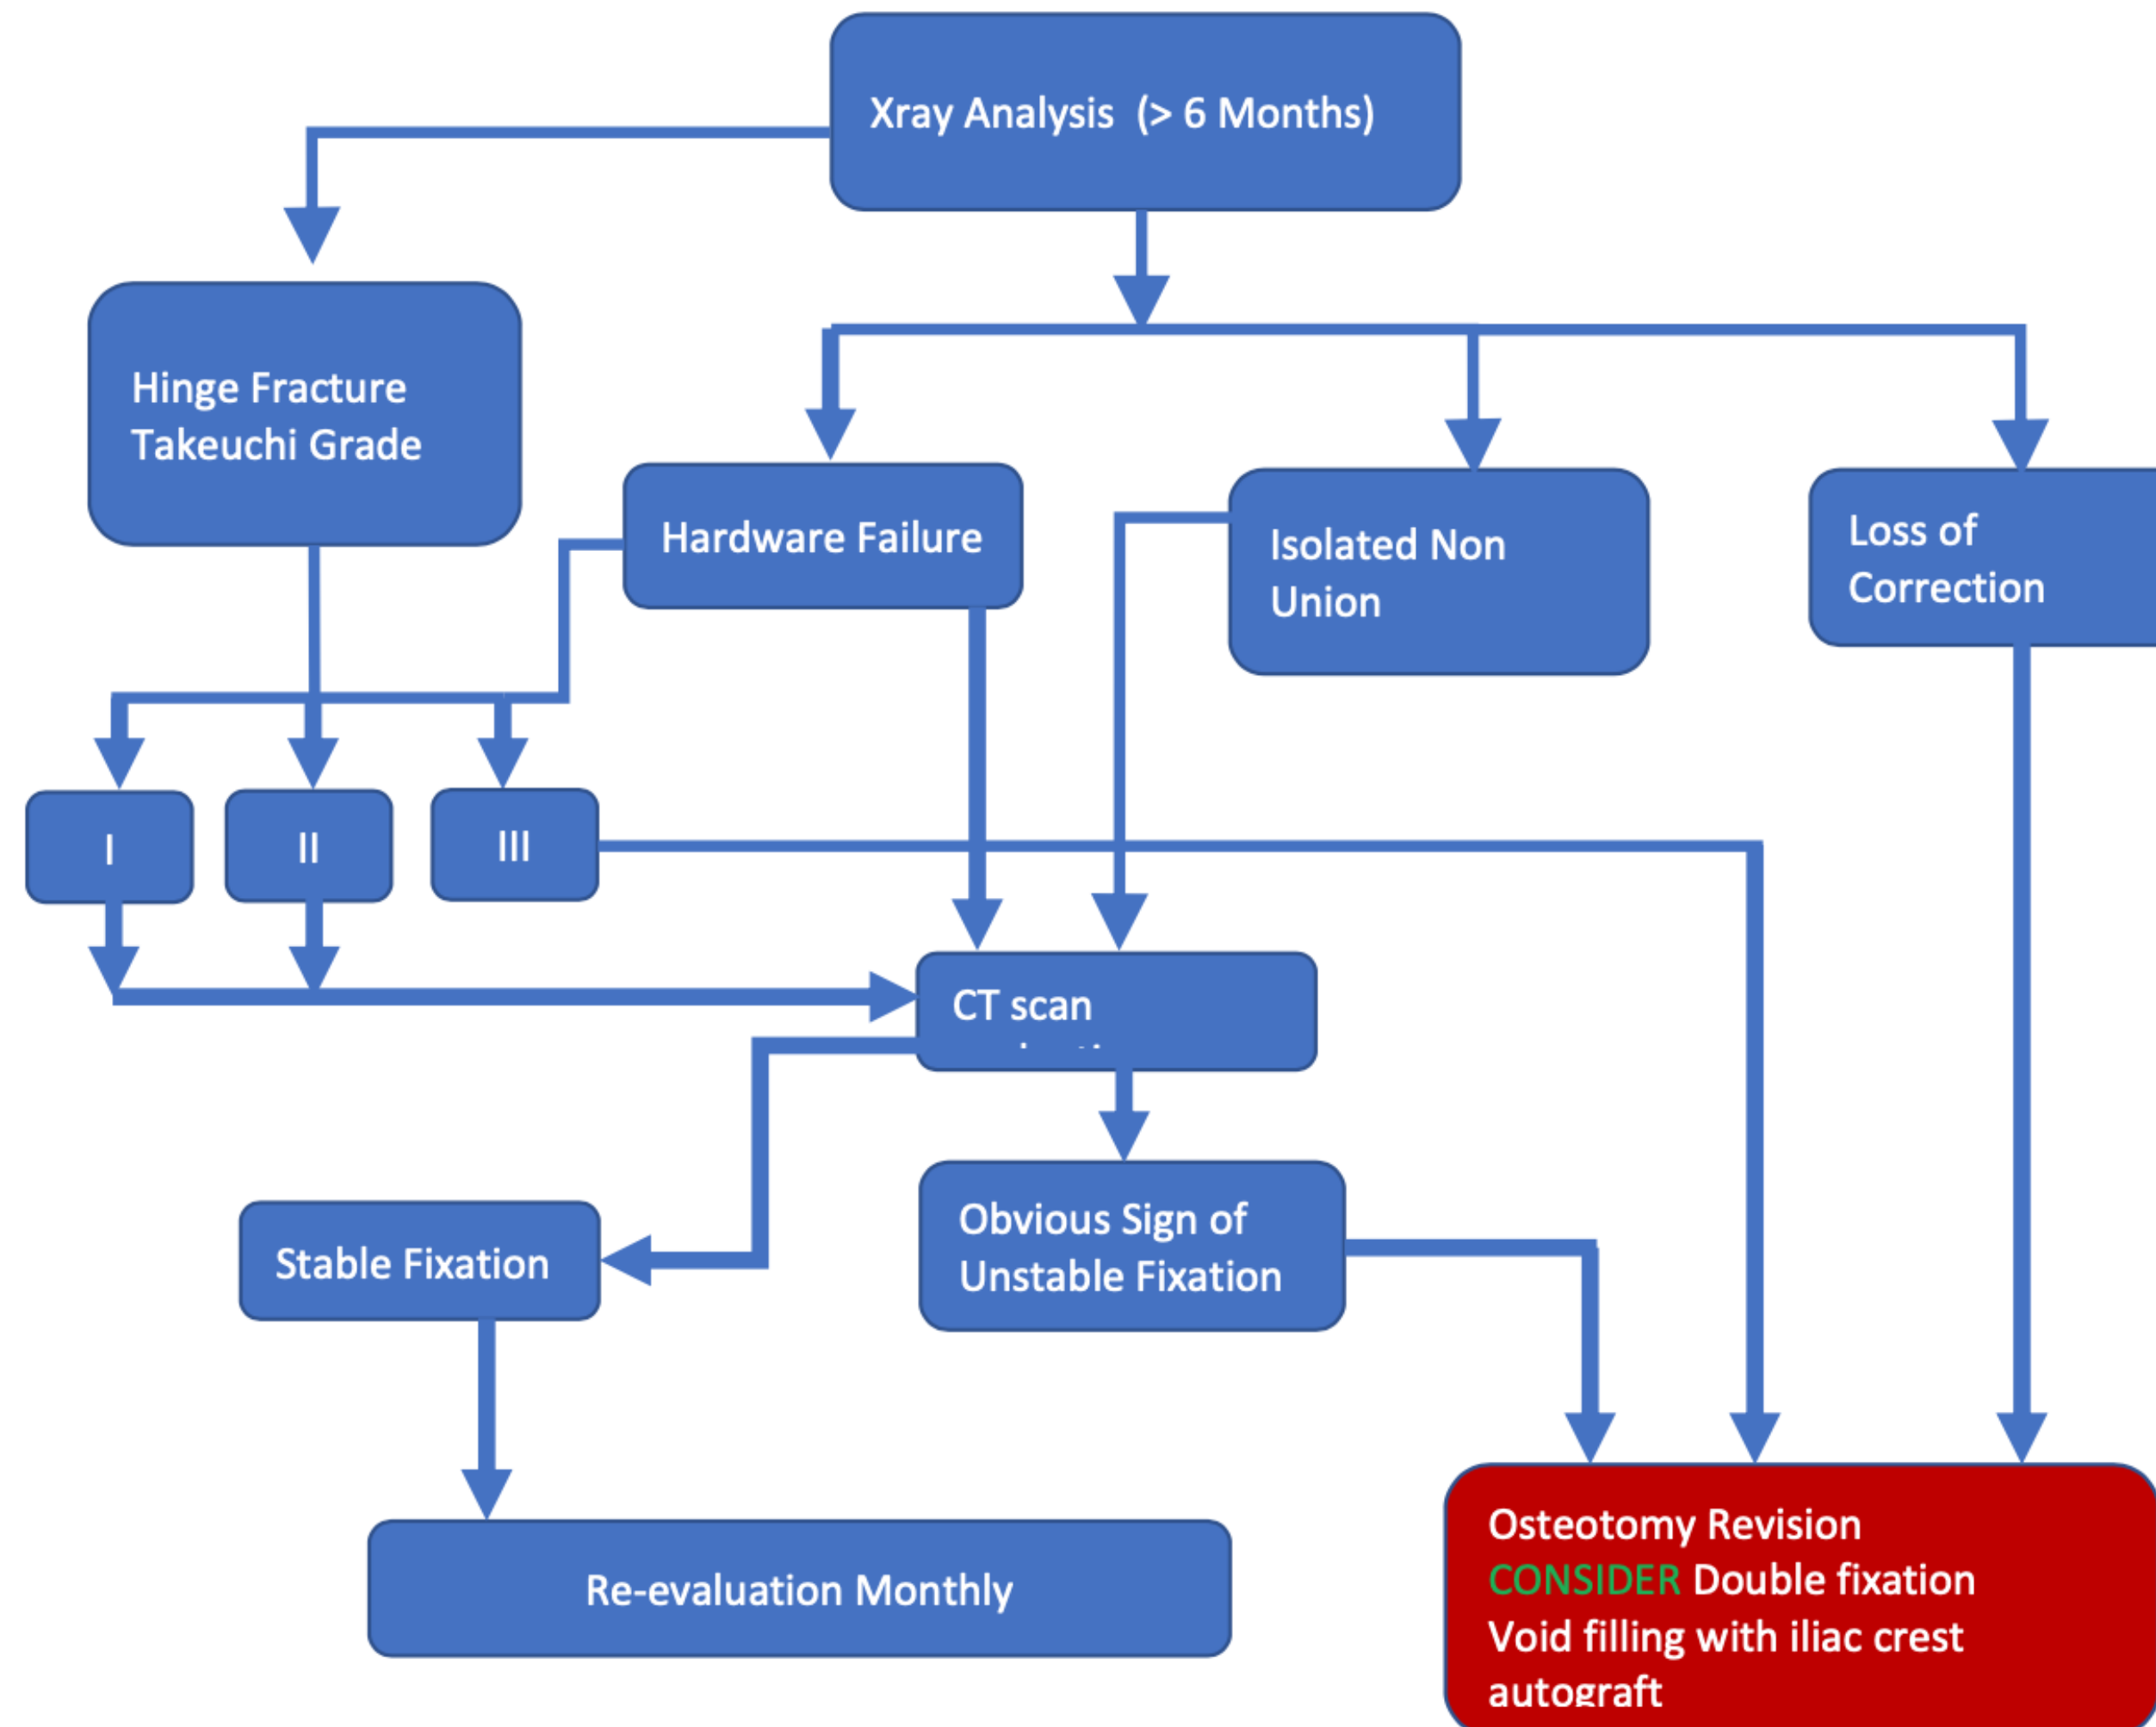 Xray Analysis (> 6 Months)
Hinge Fracture
Takeuchi Grade
Hardware Failure
Isolated Non
Union
Loss of
Correction
I
II
III
CT scan
Stable Fixation
Obvious Sign of
Unstable Fixation
Re-evaluation Monthly
Osteotomy Revision
CONSIDER Double fixation
Void filling with iliac crest
autograft